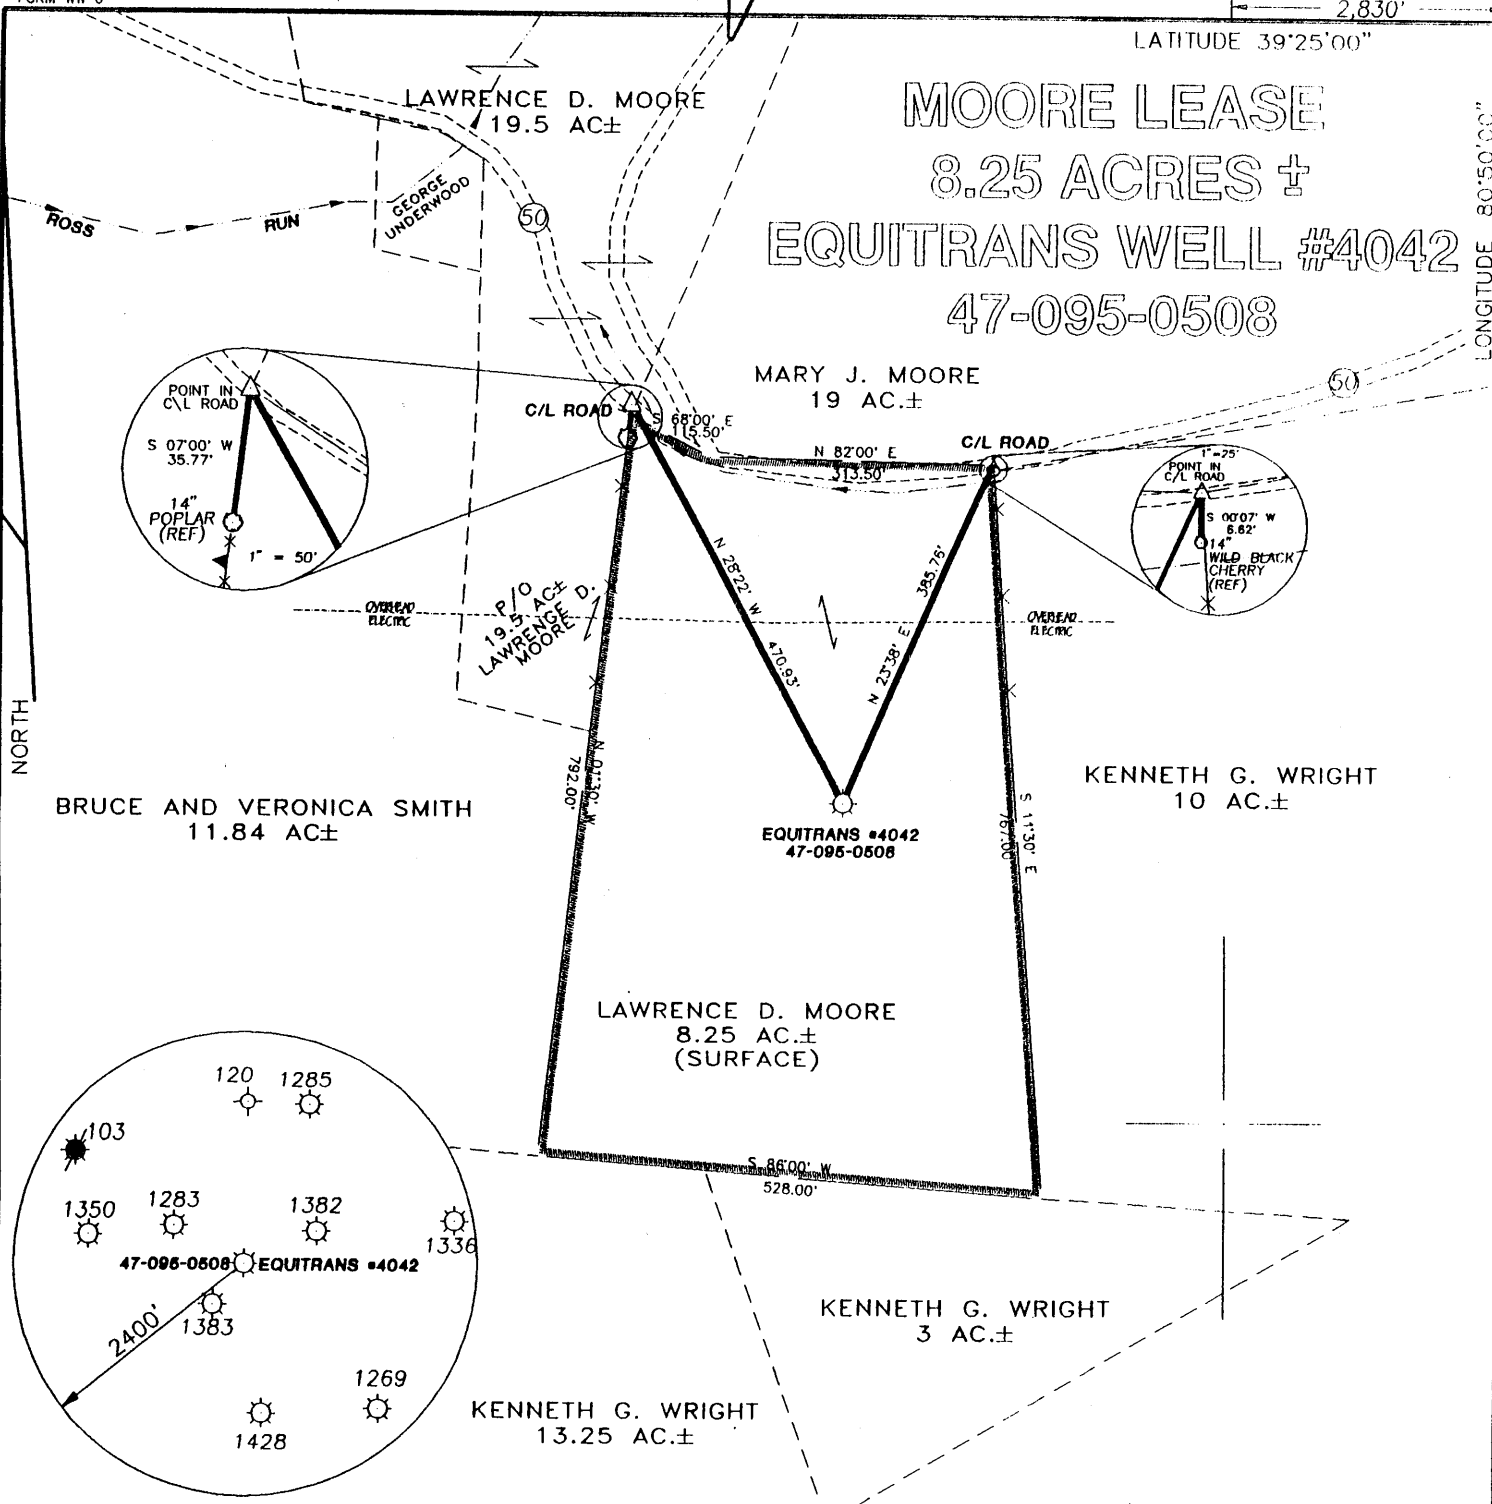 FORM WW-6
2,830'
LATITUDE 39°25'00"
LONGITUDE 80°50'00"
MOORE LEASE
8.25 ACRES ±
EQUITRANS WELL #4042
47-095-0508
LAWRENCE D. MOORE
19.5 AC±
GEORGE
UNDERWOOD
ROSS RUN
50
MARY J. MOORE
19 AC.±
50
POINT IN
C\L ROAD
S 07°00' W
35.77'
14"
POPLAR
(REF)
1" = 50'
C/L ROAD
S 68°00' E
115.50'
N 82°00' E
313.50'
C/L ROAD
1"=25'
POINT IN
C/L ROAD
S 00°07' W
6.62'
14"
WILD BLACK
CHERRY
(REF)
N 28°22' W
470.93'
N 23°38' E
385.76'
OVERHEAD
ELECTRIC
OVERHEAD
ELECTRIC
P/O
19.5 AC±
LAWRENCE D.
MOORE
NORTH
N 01°30' W
792.00'
S 11°30' E
767.00'
BRUCE AND VERONICA SMITH
11.84 AC±
KENNETH G. WRIGHT
10 AC.±
EQUITRANS #4042
47-095-0508
LAWRENCE D. MOORE
8.25 AC.±
(SURFACE)
S 86°00' W
528.00'
120
1285
103
1350
1283
1382
1336
47-095-0508
EQUITRANS #4042
1383
2400'
1269
1428
KENNETH G. WRIGHT
3 AC.±
KENNETH G. WRIGHT
13.25 AC.±